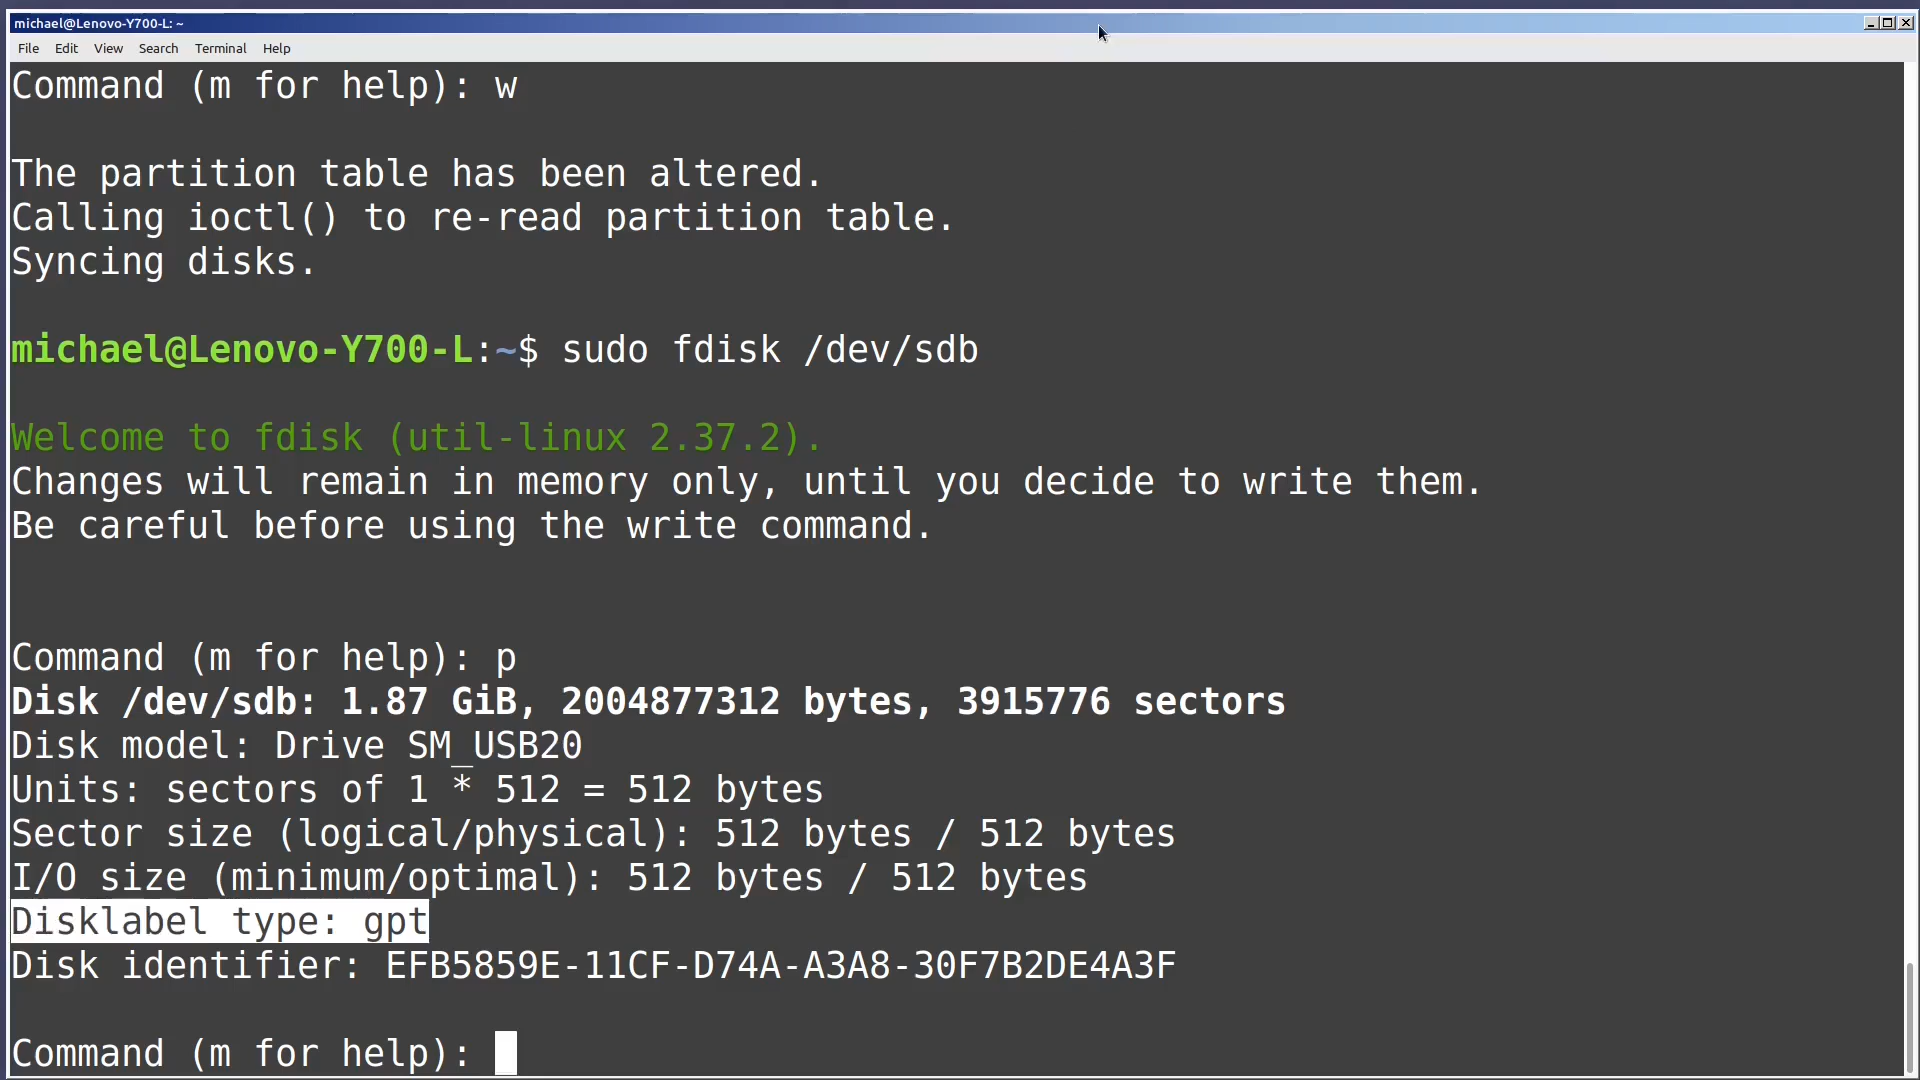 michael@Lenovo-Y700-L: ~
File Edit View Search Terminal Help
Command (m for help): w
The partition table has been altered.
Calling ioctl() to re-read partition table.
Syncing disks.
michael@Lenovo-Y700-L:~$ sudo fdisk /dev/sdb
Welcome to fdisk (util-linux 2.37.2).
Changes will remain in memory only, until you decide to write them.
Be careful before using the write command.
Command (m for help): p
Disk /dev/sdb: 1.87 GiB, 2004877312 bytes, 3915776 sectors
Disk model: Drive SM_USB20
Units: sectors of 1 * 512 = 512 bytes
Sector size (logical/physical): 512 bytes / 512 bytes
I/O size (minimum/optimal): 512 bytes / 512 bytes
Disklabel type: gpt
Disk identifier: EFB5859E-11CF-D74A-A3A8-30F7B2DE4A3F
Command (m for help):